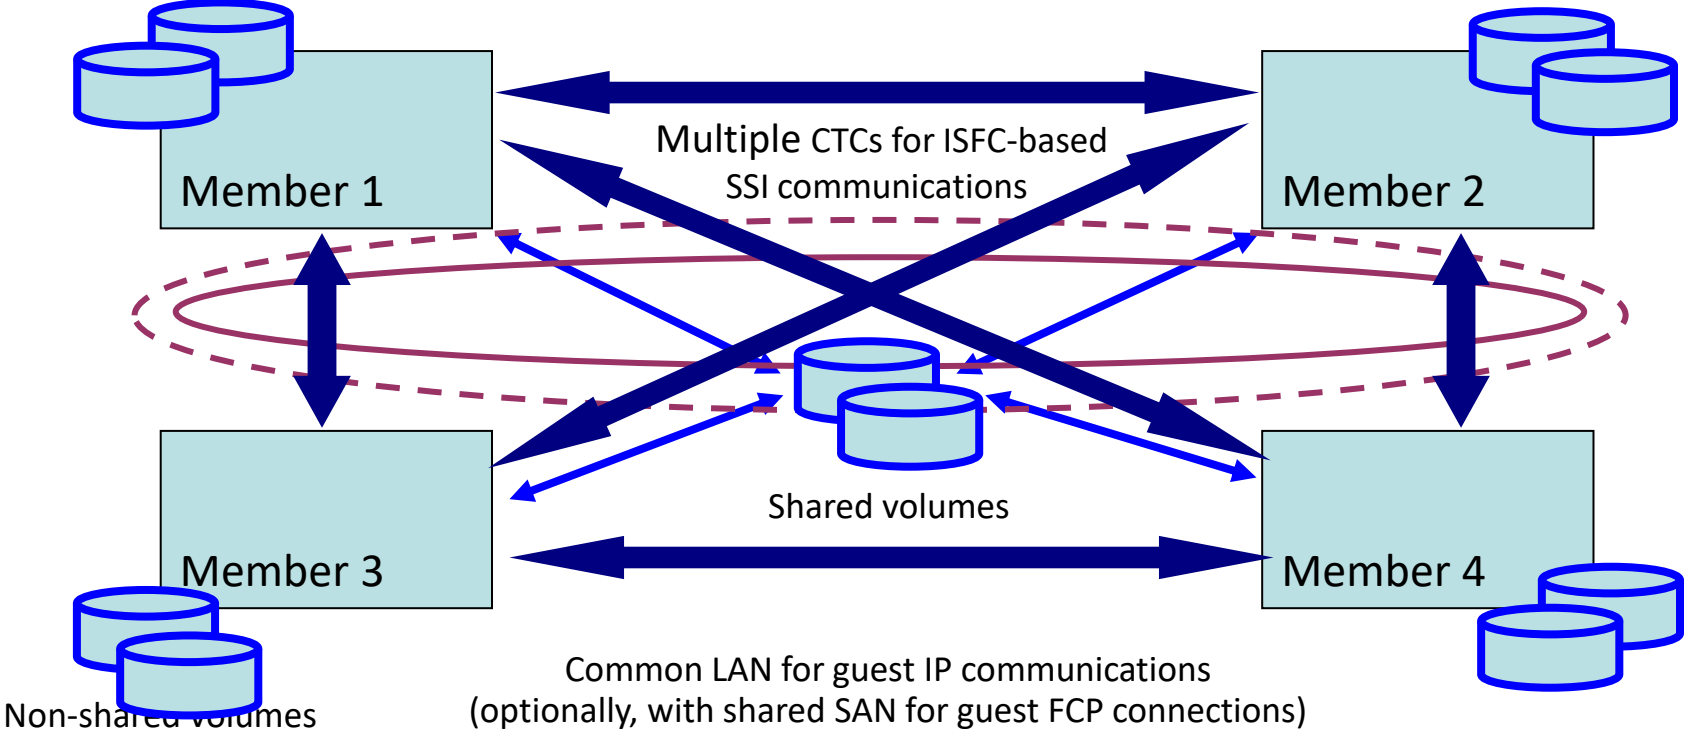 Multiple CTCs for ISFC-based
SSI communications
Member 1
Member 2
Shared volumes
Member 3
Member 4
Common LAN for guest IP communications
(optionally, with shared SAN for guest FCP connections)
Non-shared volumes